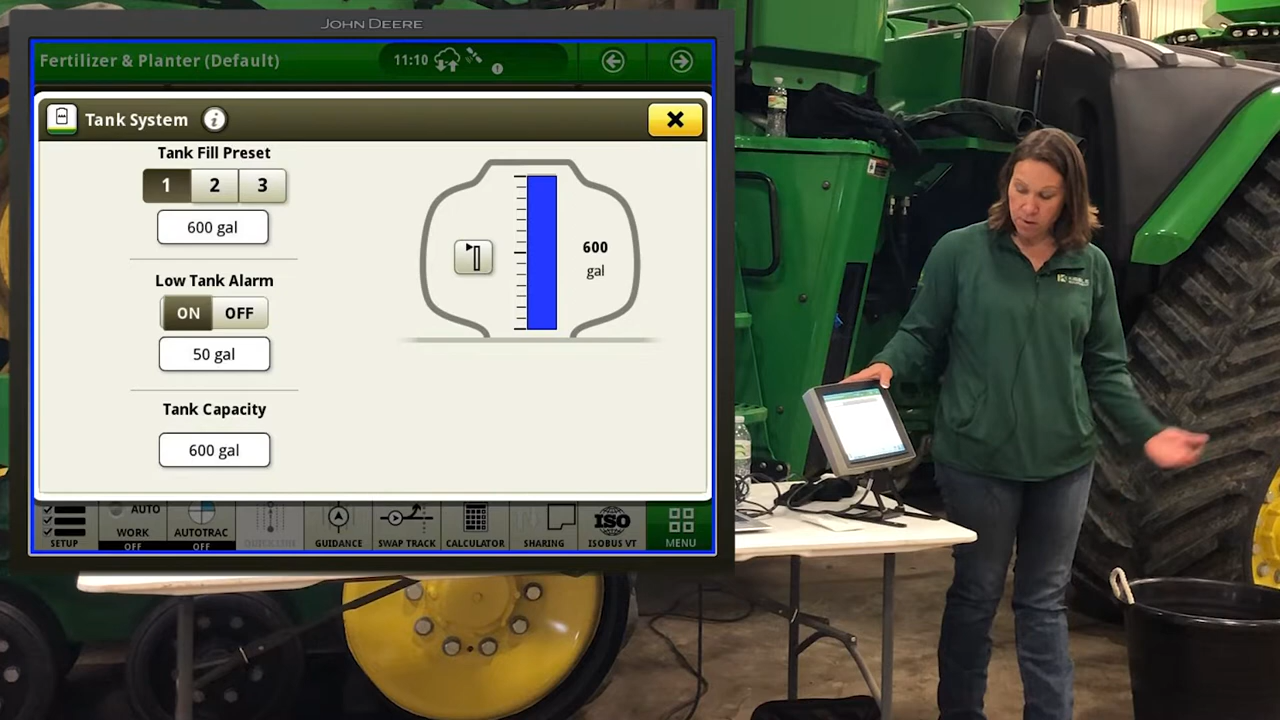 JOHN DEERE
Fertilizer & Planter (Default)
11:10
Tank System
Tank Fill Preset
1 2 3
600 gal
Low Tank Alarm
ON OFF
50 gal
Tank Capacity
600 gal
600
gal
SETUP
AUTO
WORK
OFF
AUTOTRAC
OFF
GUIDANCE
SWAP TRACK
CALCULATOR
SHARING
ISO
ISOBUS VT
MENU